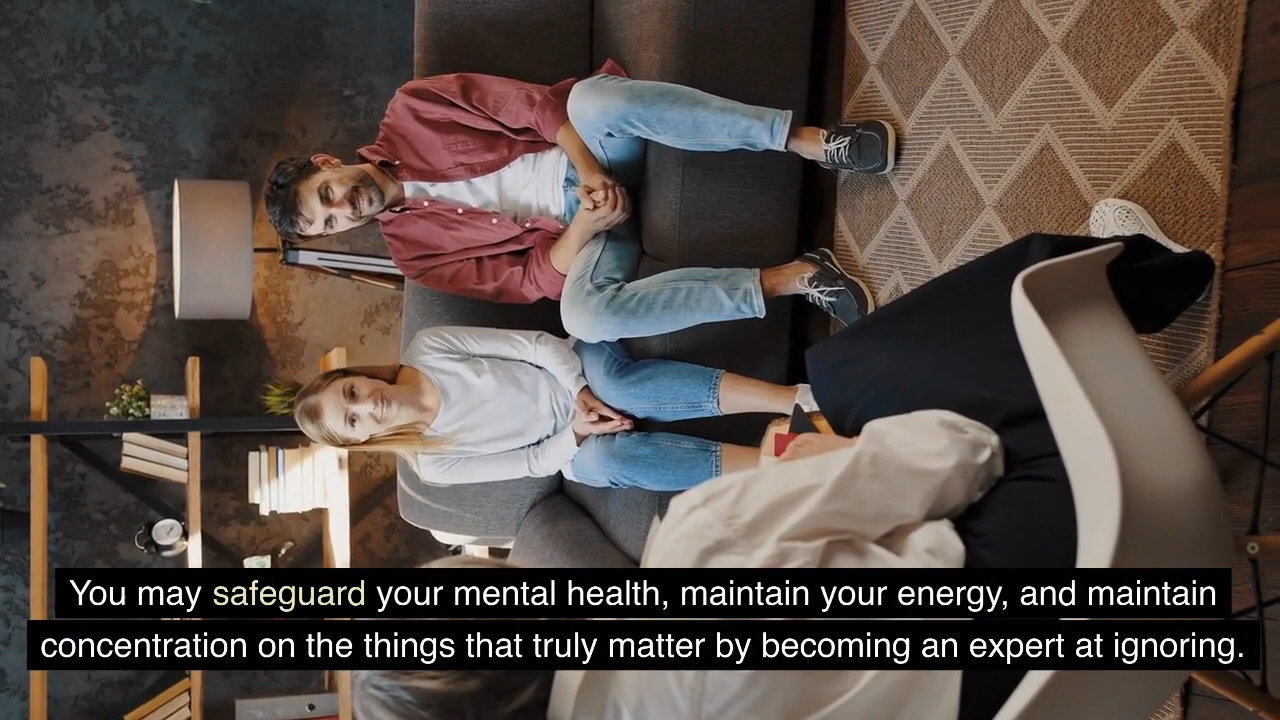 You may safeguard your mental health, maintain your energy, and maintain
concentration on the things that truly matter by becoming an expert at ignoring.